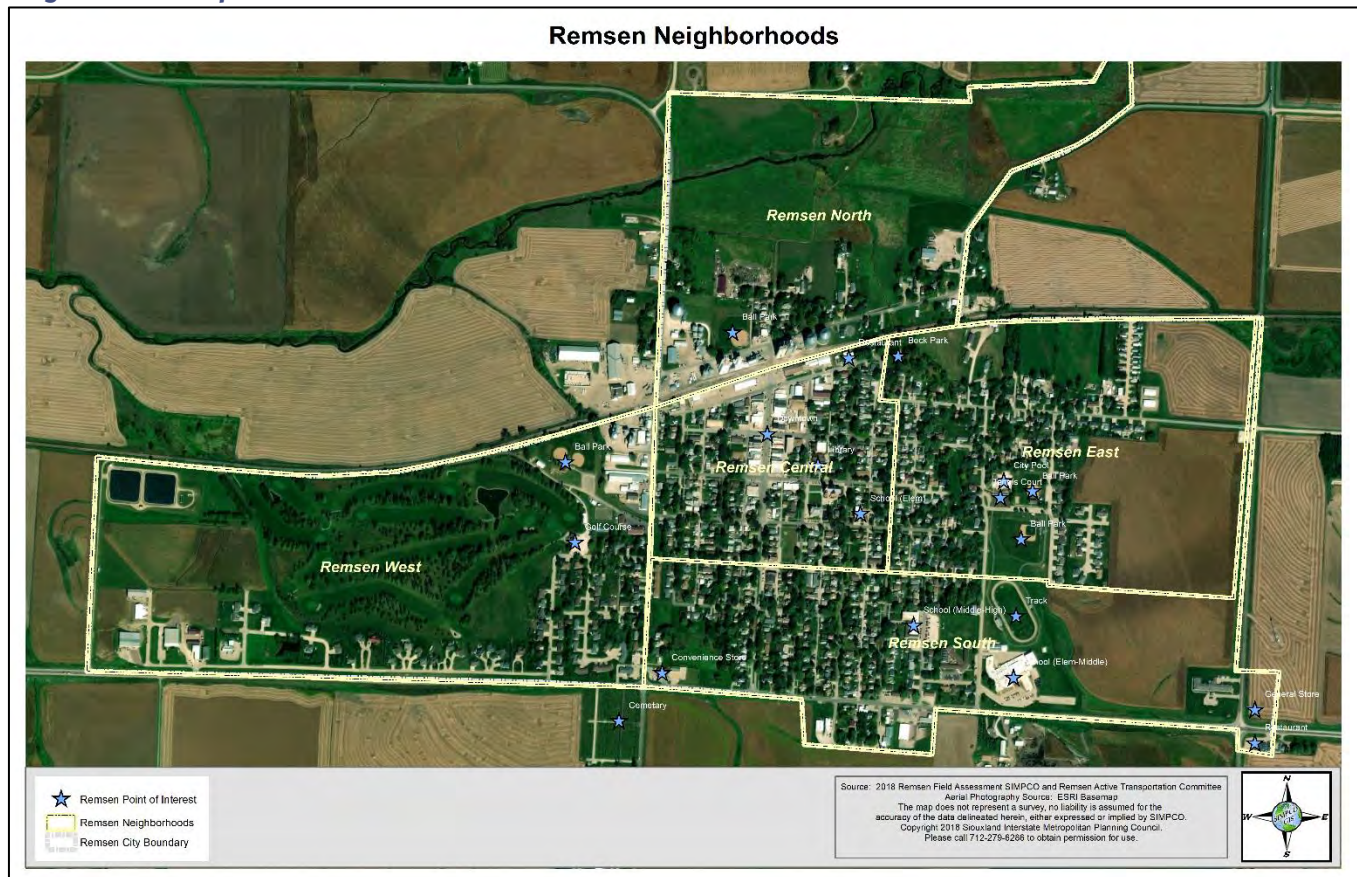 Remsen Neighborhoods
Remsen North
Ball Park
Restaurant
Beck Park
Downtown
Library
Remsen Central
School (Elem)
Remsen East
City Pool
Ball Park
Tennis Court
Ball Park
Ball Park
Golf Course
Remsen West
Track
School (Middle-High)
Remsen South
School (Elem-Middle)
Convenience Store
Cemetary
General Store
Restaurant
Remsen Point of Interest
Remsen Neighborhoods
Remsen City Boundary
Source: 2018 Remsen Field Assessment SIMPCO and Remsen Active Transportation Committee
Aerial Photography Source: ESRI Basemap
The map does not represent a survey, no liability is assumed for the
accuracy of the data delineated herein, either expressed or implied by SIMPCO.
Copyright 2018 Siouxland Interstate Metropolitan Planning Council.
Please call 712-279-6286 to obtain permission for use.
N
W
E
SIMPCO
GIS
S